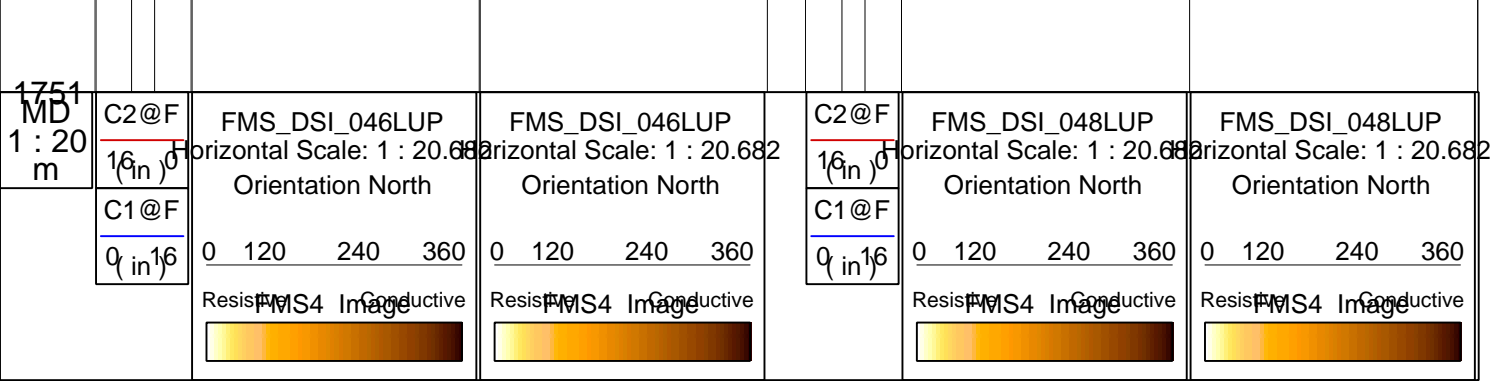 1751
MD
1 : 20
m
C2@F
16 ( in ) 0
C1@F
0 ( in ) 16
FMS_DSI_046LUP
Horizontal Scale: 1 : 20.682
Orientation North
0 120 240 360
Resistive FMS4 Image Conductive
FMS_DSI_046LUP
Horizontal Scale: 1 : 20.682
Orientation North
0 120 240 360
Resistive FMS4 Image Conductive
C2@F
16 ( in ) 0
C1@F
0 ( in ) 16
FMS_DSI_048LUP
Horizontal Scale: 1 : 20.682
Orientation North
0 120 240 360
Resistive FMS4 Image Conductive
FMS_DSI_048LUP
Horizontal Scale: 1 : 20.682
Orientation North
0 120 240 360
Resistive FMS4 Image Conductive